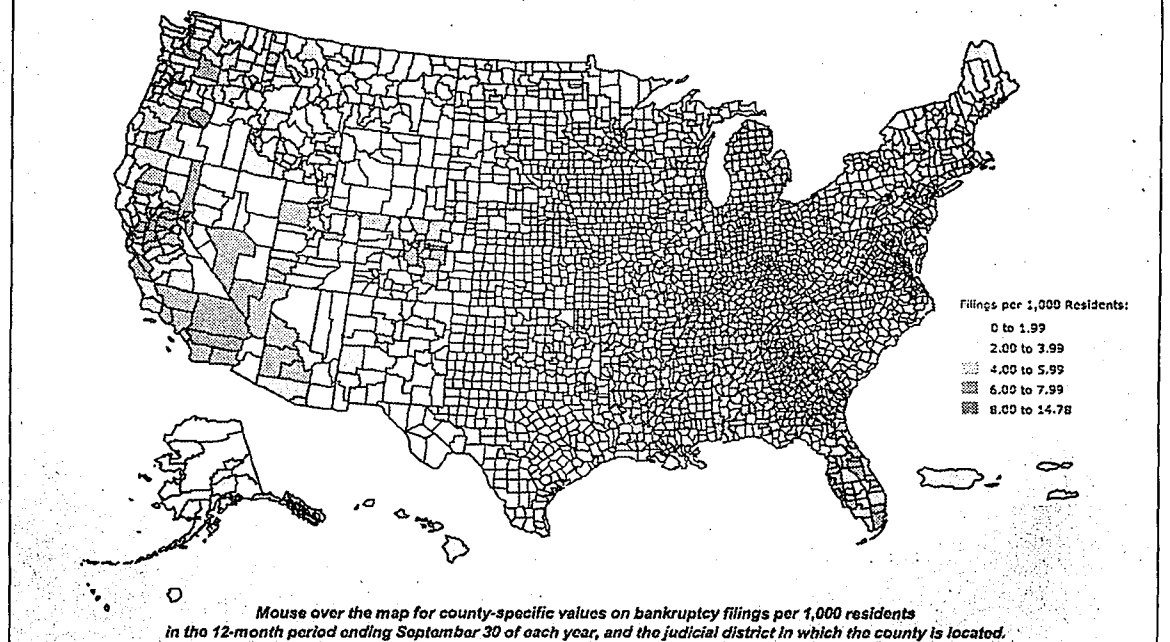 Filings per 1,000 Residents:
0 to 1.99
2.00 to 3.99
4.00 to 5.99
6.00 to 7.99
8.00 to 14.78
Mouse over the map for county-specific values on bankruptcy filings per 1,000 residents
in the 12-month period ending September 30 of each year, and the judicial district in which the county is located.